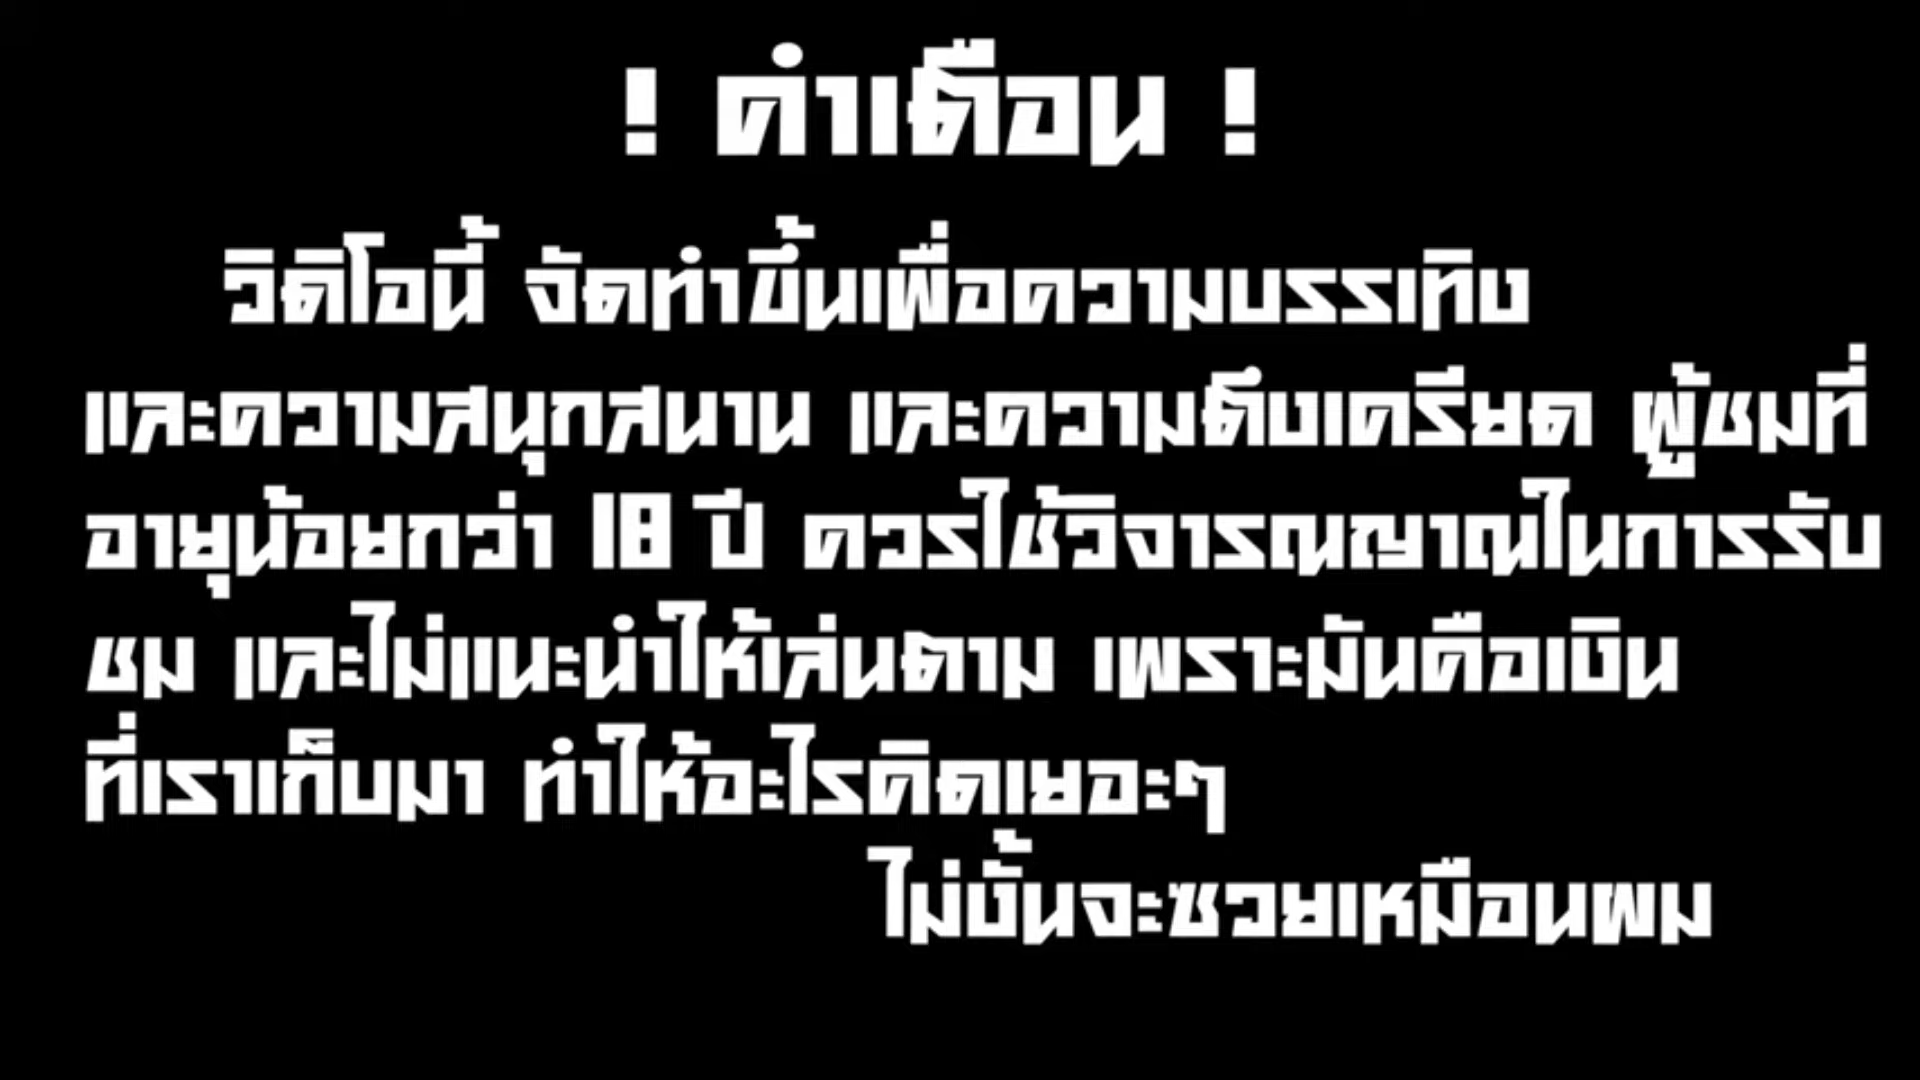 ! คำเตือน !
วิดิโอนี้ จัดทำขึ้นเพื่อความบรรเทิง
และความสนุกสนาน และความตึงเครียด ผู้ชมที่
อายุน้อยกว่า 18 ปี ควรใช้วิจารณญาณในการรับ
ชม และไม่แนะนำให้เล่นตาม เพราะมันคือเงิน
ที่เราเก็บมา ทำให้อะไรคิดเยอะๆ
ไม่งั้นจะซวยเหมือนผม